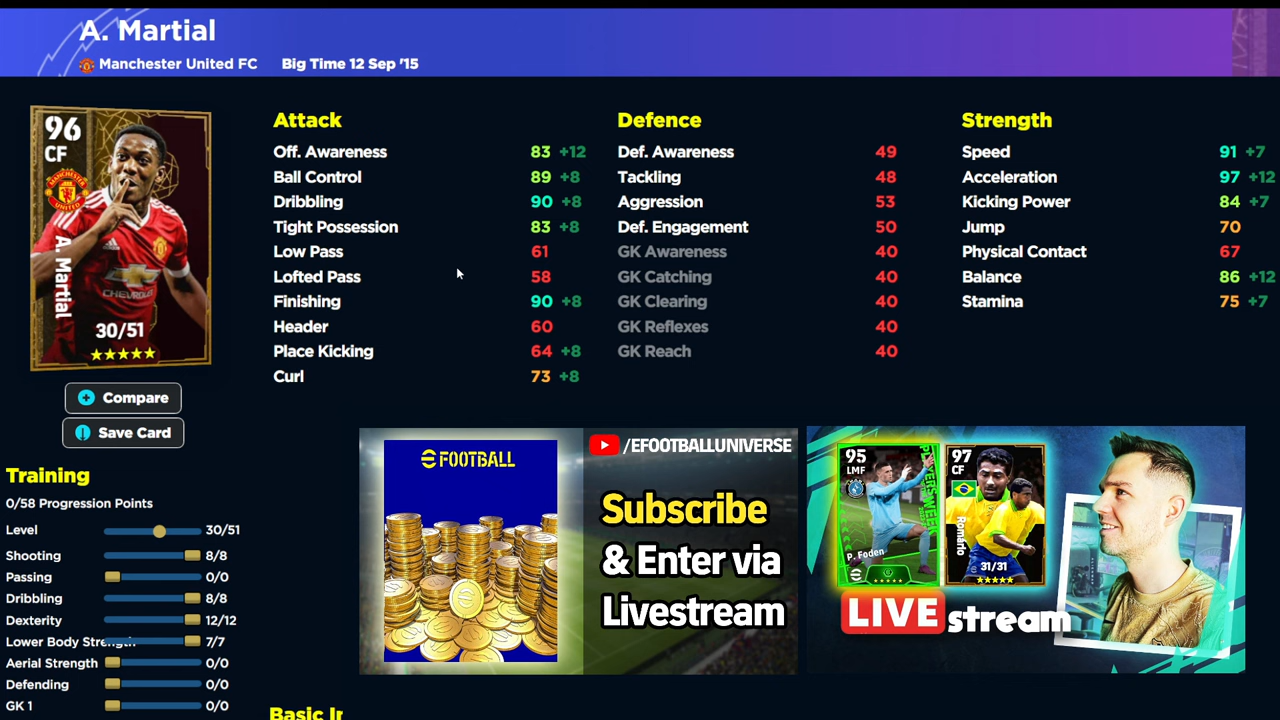 A. Martial
Manchester United FC Big Time 12 Sep '15
96
CF
MANCHESTER
UNITED
CHEVROLET
A. Martial
30/51
Compare
Save Card
Attack
Off. Awareness 83 +12
Ball Control 89 +8
Dribbling 90 +8
Tight Possession 83 +8
Low Pass 61
Lofted Pass 58
Finishing 90 +8
Header 60
Place Kicking 64 +8
Curl 73 +8
Defence
Def. Awareness 49
Tackling 48
Aggression 53
Def. Engagement 50
GK Awareness 40
GK Catching 40
GK Clearing 40
GK Reflexes 40
GK Reach 40
Strength
Speed 91 +7
Acceleration 97 +12
Kicking Power 84 +7
Jump 70
Physical Contact 67
Balance 86 +12
Stamina 75 +7
Training
0/58 Progression Points
Level 30/51
Shooting 8/8
Passing 0/0
Dribbling 8/8
Dexterity 12/12
Lower Body Strength 7/7
Aerial Strength 0/0
Defending 0/0
GK 1 0/0
EFOOTBALL
/EFOOTBALLUNIVERSE
Subscribe
& Enter via
Livestream
95
LMF
P. Foden
97
CF
Romário
31/31
LIVE stream
Basic